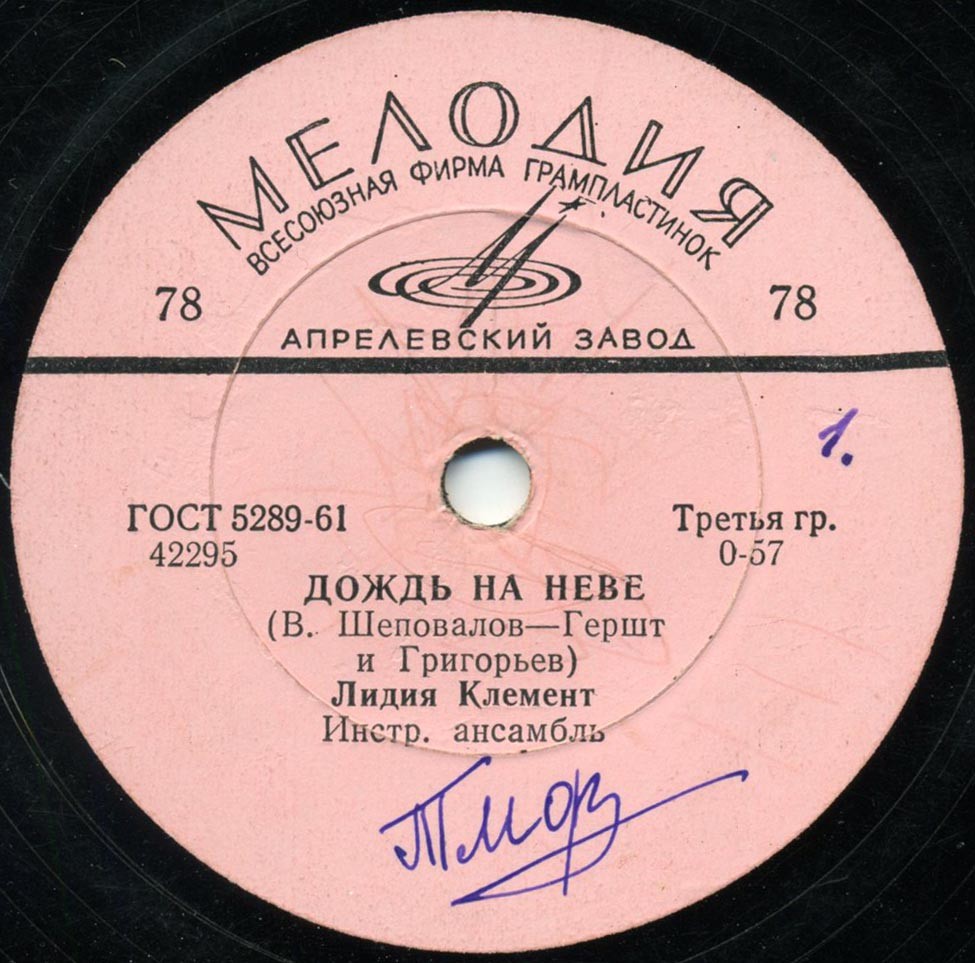 МЕЛОДИЯ
ВСЕСОЮЗНАЯ ФИРМА ГРАМПЛАСТИНОК
78 78
АПРЕЛЕВСКИЙ ЗАВОД
1.
ГОСТ 5289-61 Третья гр.
42295 0-57
ДОЖДЬ НА НЕВЕ
(В. Шеповалов—Гершт
и Григорьев)
Лидия Клемент
Инстр. ансамбль